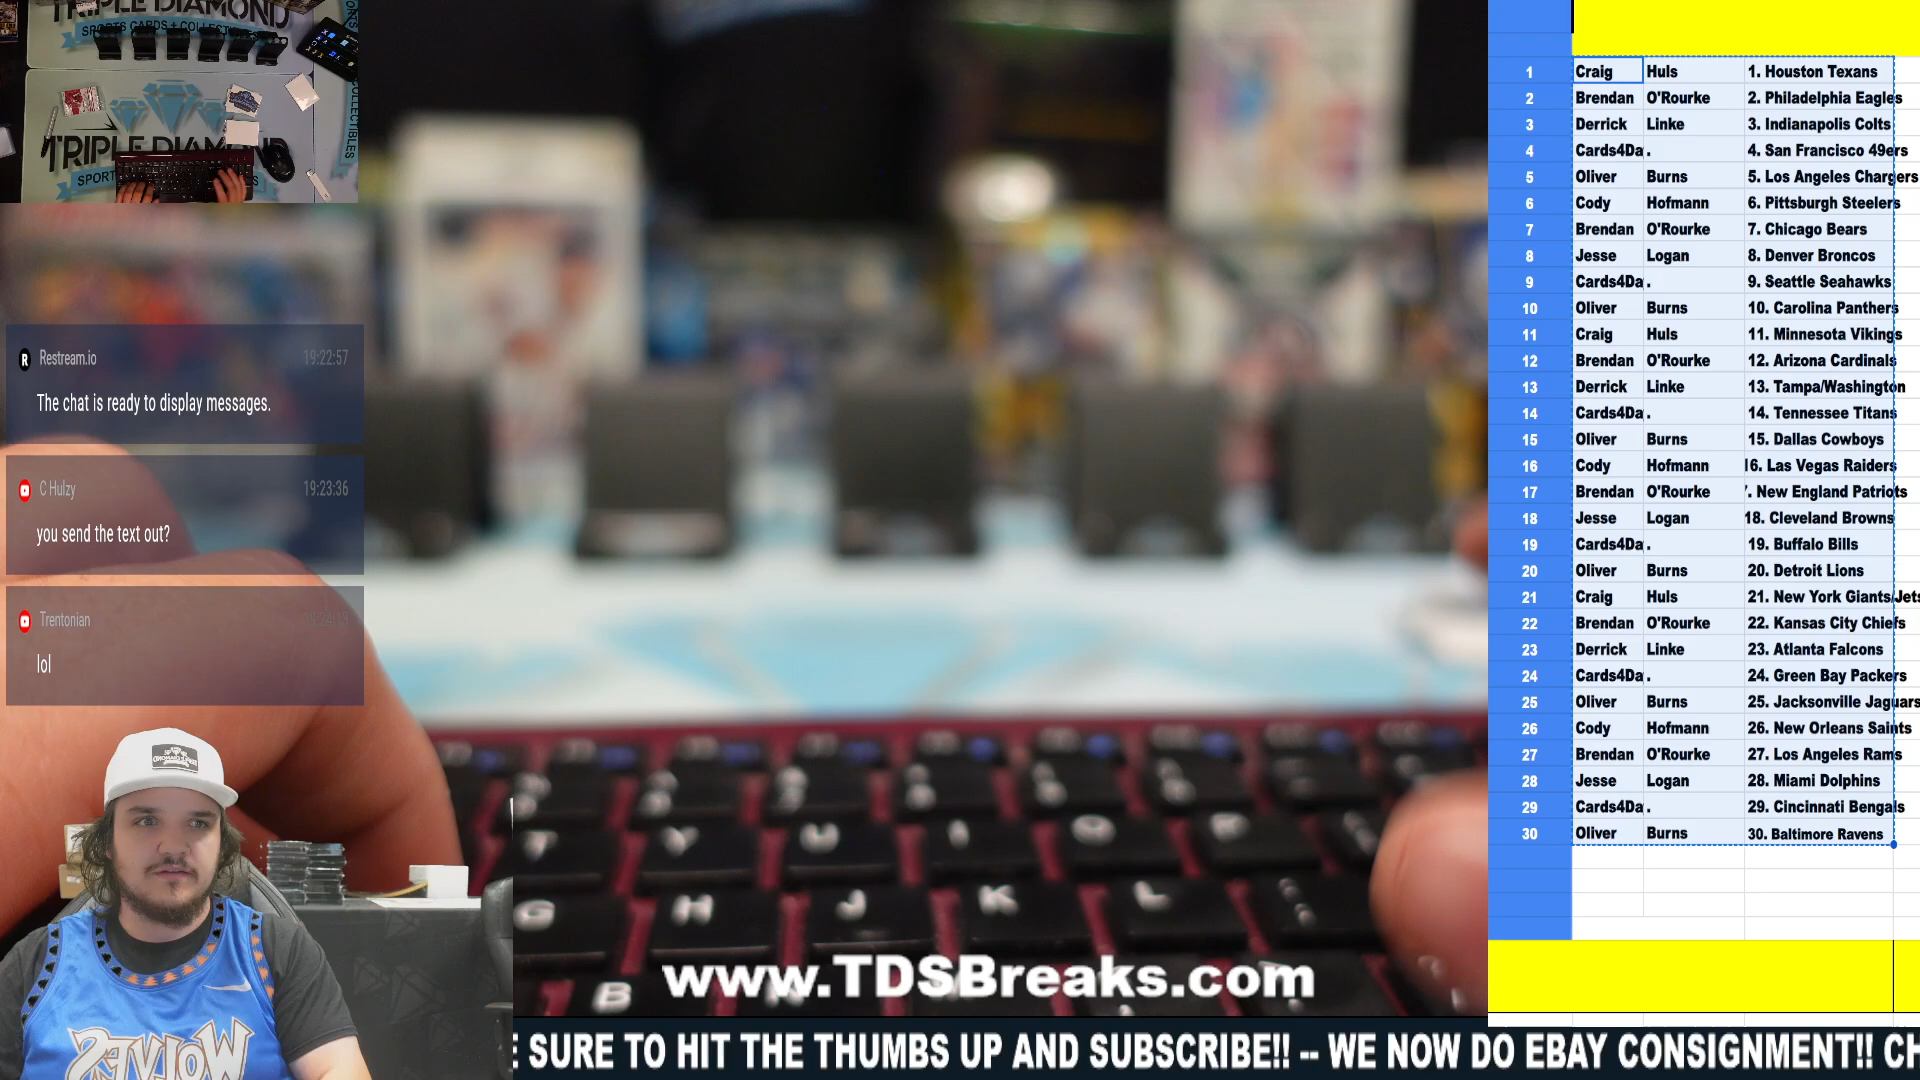 TRIPLE DIAMOND
SPORTS CARDS + COLLECTIBLES
TRIPLE DIAMOND
SPORT
Restream.io 19:22:57
The chat is ready to display messages.
C Hulzy 19:23:36
you send the text out?
Trentonian
lol
WOLVES
T Y U I O P
G H J K L
B
www.TDSBreaks.com
SURE TO HIT THE THUMBS UP AND SUBSCRIBE!! -- WE NOW DO EBAY CONSIGNMENT!! CH
1 Craig Huls 1. Houston Texans
2 Brendan O'Rourke 2. Philadelphia Eagles
3 Derrick Linke 3. Indianapolis Colts
4 Cards4Da . 4. San Francisco 49ers
5 Oliver Burns 5. Los Angeles Chargers
6 Cody Hofmann 6. Pittsburgh Steelers
7 Brendan O'Rourke 7. Chicago Bears
8 Jesse Logan 8. Denver Broncos
9 Cards4Da . 9. Seattle Seahawks
10 Oliver Burns 10. Carolina Panthers
11 Craig Huls 11. Minnesota Vikings
12 Brendan O'Rourke 12. Arizona Cardinals
13 Derrick Linke 13. Tampa/Washington
14 Cards4Da . 14. Tennessee Titans
15 Oliver Burns 15. Dallas Cowboys
16 Cody Hofmann 16. Las Vegas Raiders
17 Brendan O'Rourke 7. New England Patriots
18 Jesse Logan 18. Cleveland Browns
19 Cards4Da . 19. Buffalo Bills
20 Oliver Burns 20. Detroit Lions
21 Craig Huls 21. New York Giants/Jets
22 Brendan O'Rourke 22. Kansas City Chiefs
23 Derrick Linke 23. Atlanta Falcons
24 Cards4Da . 24. Green Bay Packers
25 Oliver Burns 25. Jacksonville Jaguars
26 Cody Hofmann 26. New Orleans Saints
27 Brendan O'Rourke 27. Los Angeles Rams
28 Jesse Logan 28. Miami Dolphins
29 Cards4Da . 29. Cincinnati Bengals
30 Oliver Burns 30. Baltimore Ravens